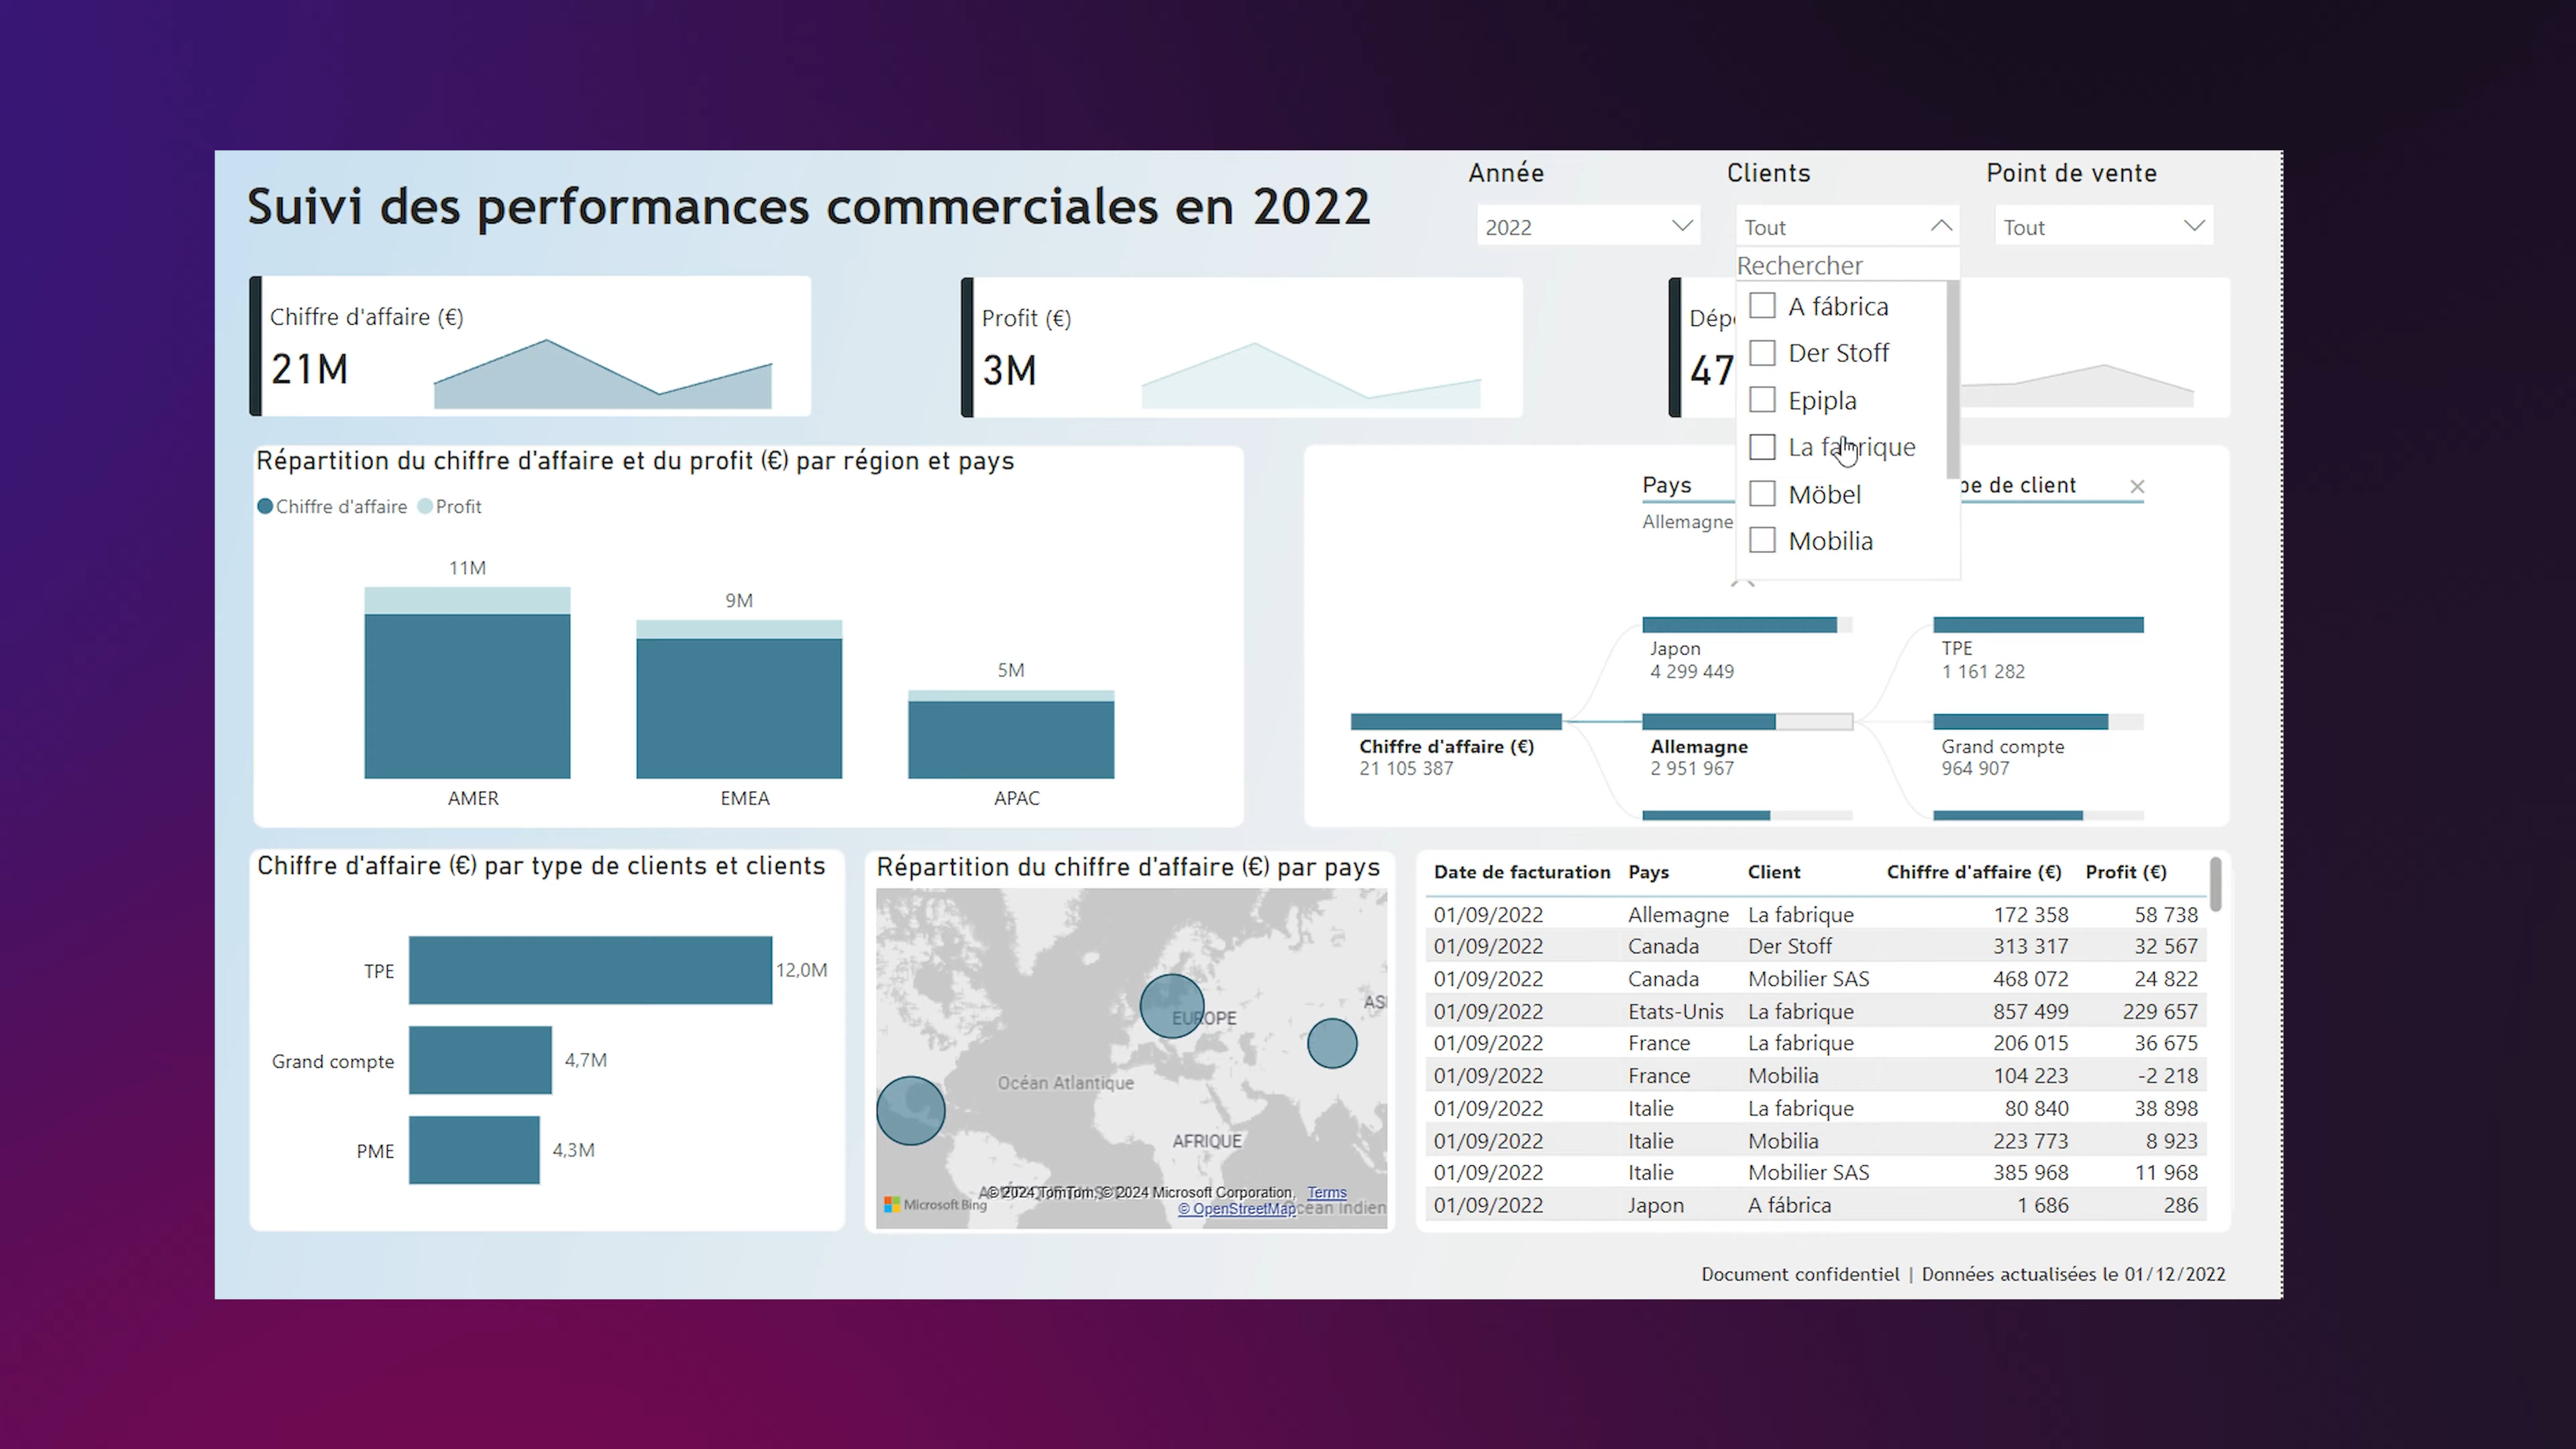 Suivi des performances commerciales en 2022
Année
Clients
Point de vente
2022
Tout
Tout
Rechercher
A fábrica
Der Stoff
Epipla
La fabrique
Möbel
Mobilia
Chiffre d'affaire (€)
21M
Profit (€)
3M
47
Répartition du chiffre d'affaire et du profit (€) par région et pays
Chiffre d'affaire
Profit
11M
9M
5M
AMER
EMEA
APAC
Pays
de client
Allemagne
Japon
4 299 449
TPE
1 161 282
Chiffre d'affaire (€)
21 105 387
Allemagne
2 951 967
Grand compte
964 907
Chiffre d'affaire (€) par type de clients et clients
TPE
12,0M
Grand compte
4,7M
PME
4,3M
Répartition du chiffre d'affaire (€) par pays
EUROPE
Océan Atlantique
AFRIQUE
Microsoft Bing
© 2024 TomTom, © 2024 Microsoft Corporation, Terms
© OpenStreetMap
Indien
Date de facturation Pays Client Chiffre d'affaire (€) Profit (€)
01/09/2022 Allemagne La fabrique 172 358 58 738
01/09/2022 Canada Der Stoff 313 317 32 567
01/09/2022 Canada Mobilier SAS 468 072 24 822
01/09/2022 Etats-Unis La fabrique 857 499 229 657
01/09/2022 France La fabrique 206 015 36 675
01/09/2022 France Mobilia 104 223 -2 218
01/09/2022 Italie La fabrique 80 840 38 898
01/09/2022 Italie Mobilia 223 773 8 923
01/09/2022 Italie Mobilier SAS 385 968 11 968
01/09/2022 Japon A fábrica 1 686 286
Document confidentiel | Données actualisées le 01/12/2022